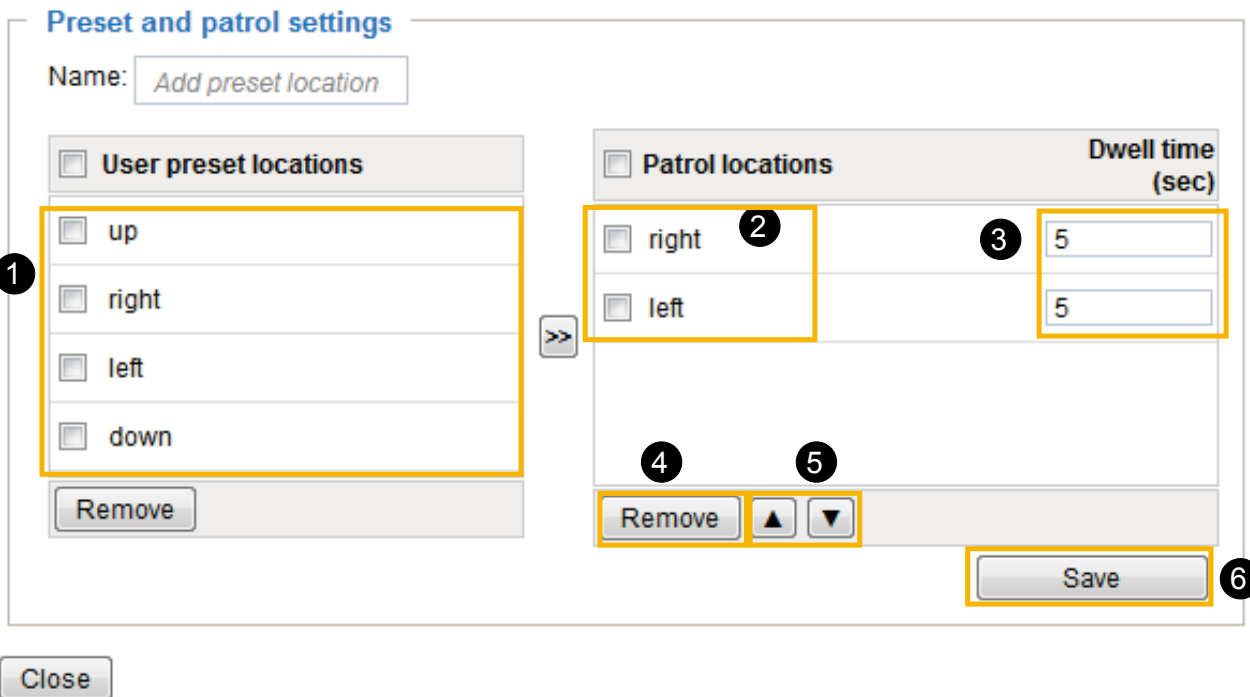 Preset and patrol settings
Name: Add preset location
User preset locations
1
up
right
left
down
Remove
>>
Patrol locations
Dwell time
(sec)
right 2 3 5
left 5
4 5
Remove ▲ ▼
Save 6
Close